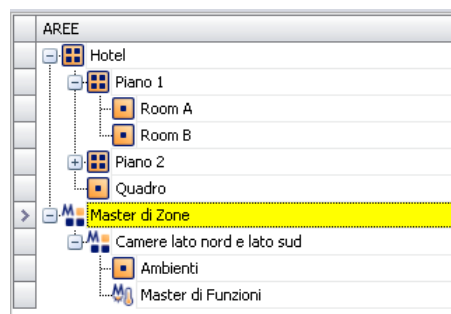 AREE
Hotel
Piano 1
Room A
Room B
Piano 2
Quadro
Master di Zone
Camere lato nord e lato sud
Ambienti
Master di Funzioni